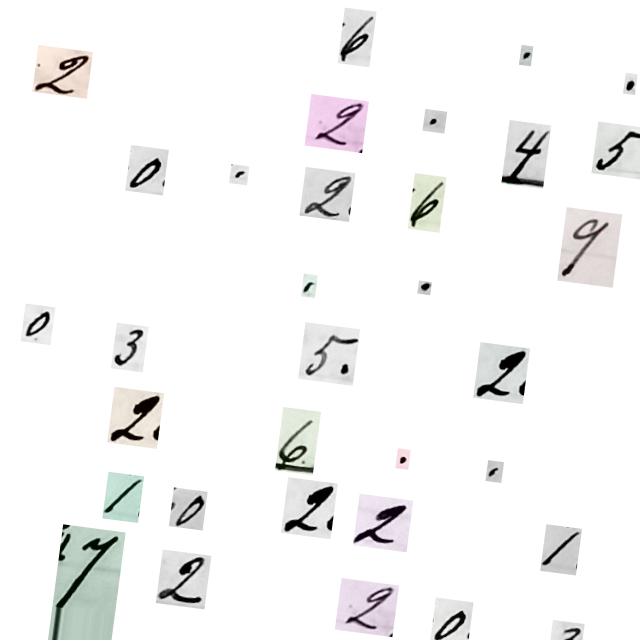 6 .
2 .
2 . 4 5
0 . 2. 6
9
. .
0 3 5. 2.
2.
6. . .
1 0 2. 2
1
7 2 2 0